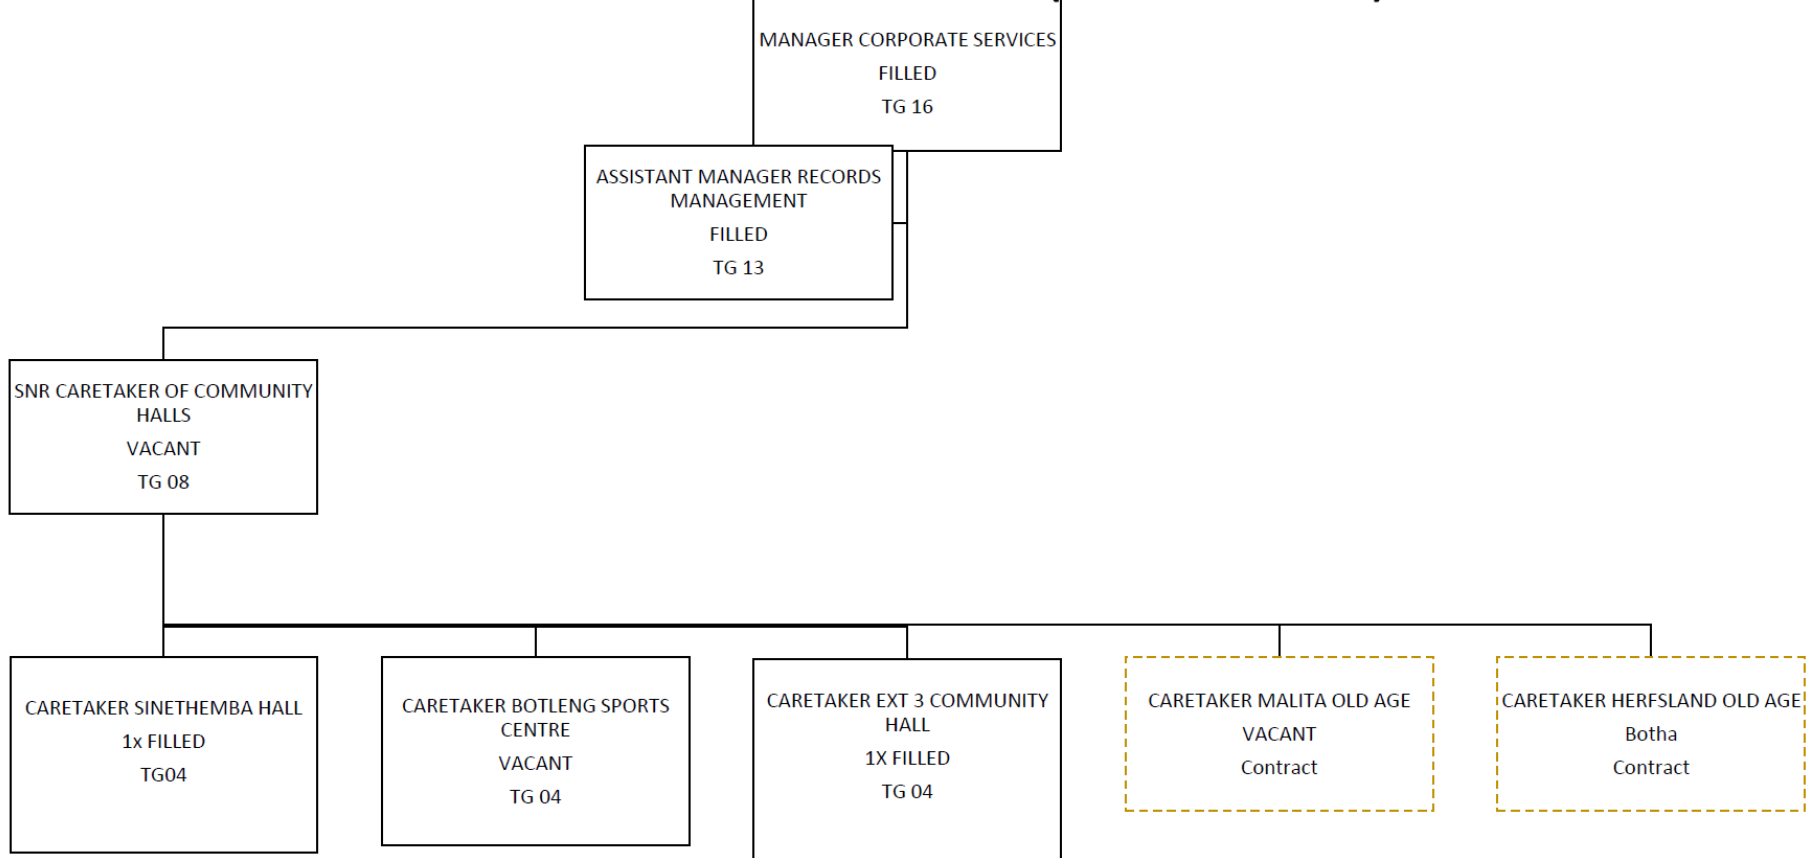 MANAGER CORPORATE SERVICES
FILLED
TG 16
ASSISTANT MANAGER RECORDS
MANAGEMENT
FILLED
TG 13
SNR CARETAKER OF COMMUNITY
HALLS
VACANT
TG 08
CARETAKER SINETHEMBA HALL
1x FILLED
TG04
CARETAKER BOTLENG SPORTS
CENTRE
VACANT
TG 04
CARETAKER EXT 3 COMMUNITY
HALL
1X FILLED
TG 04
CARETAKER MALITA OLD AGE
VACANT
Contract
CARETAKER HERFSLAND OLD AGE
Botha
Contract